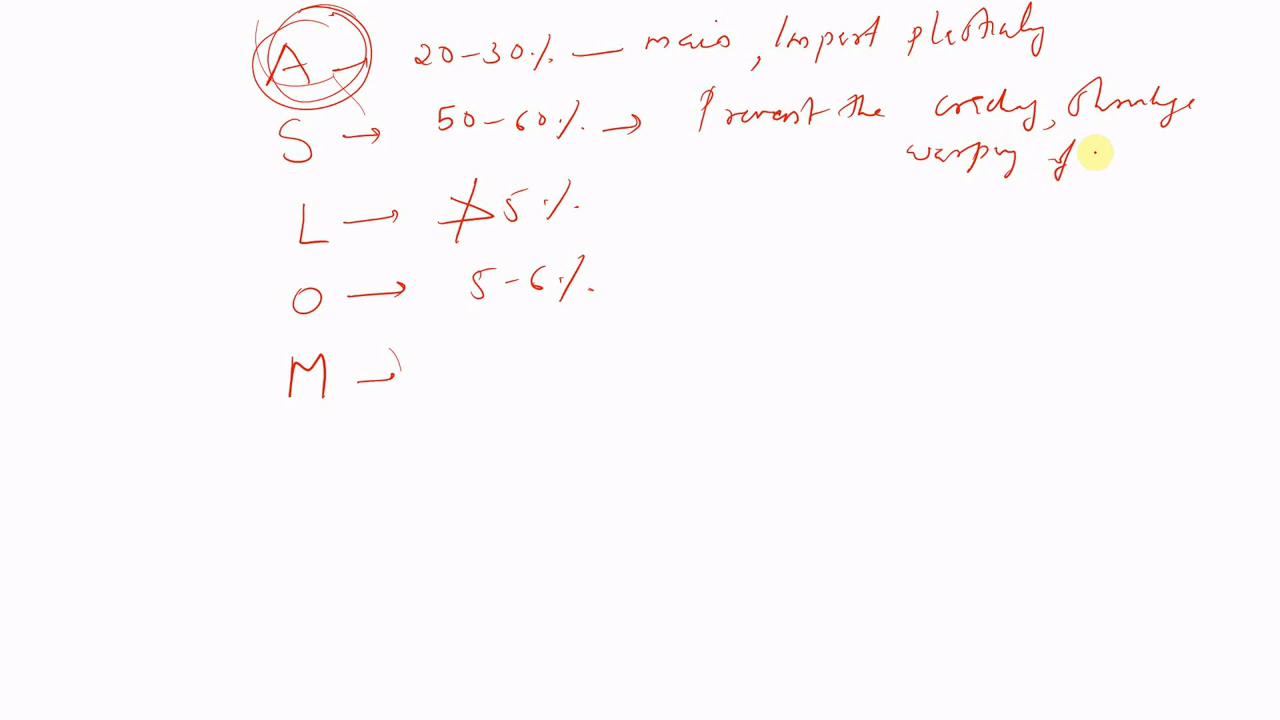 A - 20-30% — main, Impart plasticity
S → 50-60% → Prevent the cracking, shrinkage
warping of
L → ≯ 5%
O → 5-6%
M →